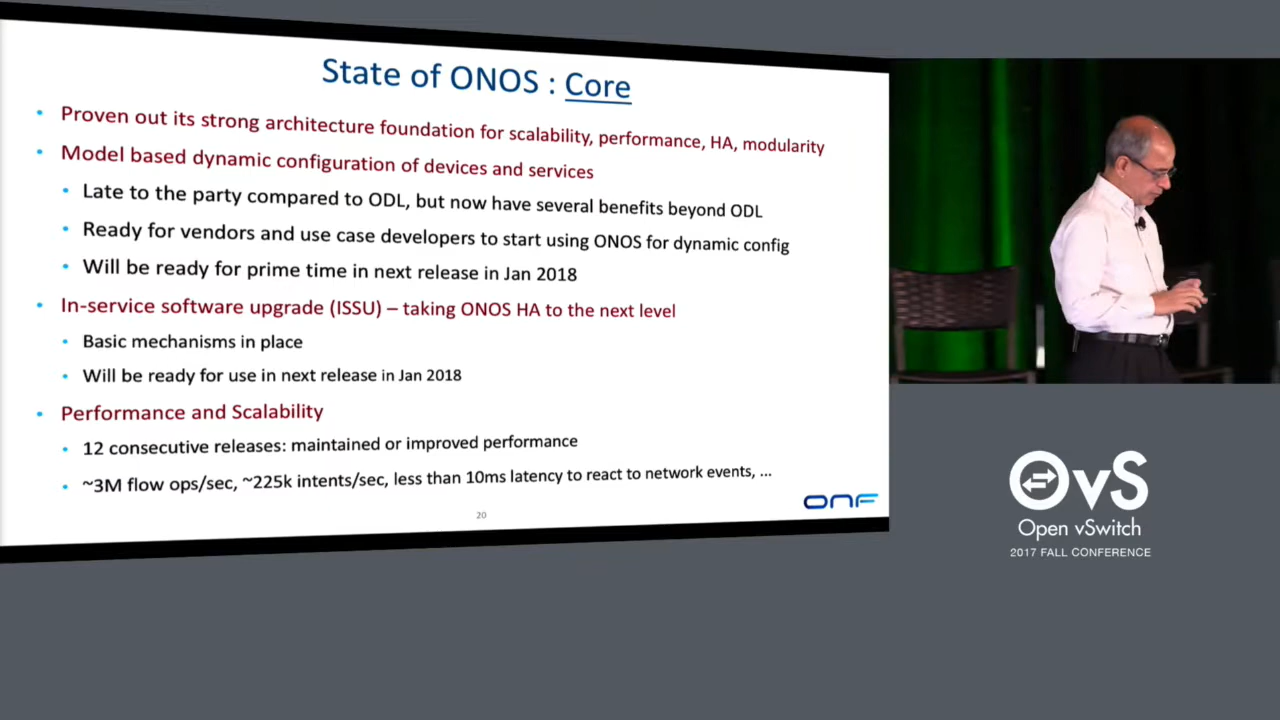 State of ONOS : Core
• Proven out its strong architecture foundation for scalability, performance, HA, modularity
• Model based dynamic configuration of devices and services
• Late to the party compared to ODL, but now have several benefits beyond ODL
• Ready for vendors and use case developers to start using ONOS for dynamic config
• Will be ready for prime time in next release in Jan 2018
• In-service software upgrade (ISSU) – taking ONOS HA to the next level
• Basic mechanisms in place
• Will be ready for use in next release in Jan 2018
• Performance and Scalability
• 12 consecutive releases: maintained or improved performance
• ~3M flow ops/sec, ~225k intents/sec, less than 10ms latency to react to network events, ...
20
ONF
OvS
Open vSwitch
2017 FALL CONFERENCE